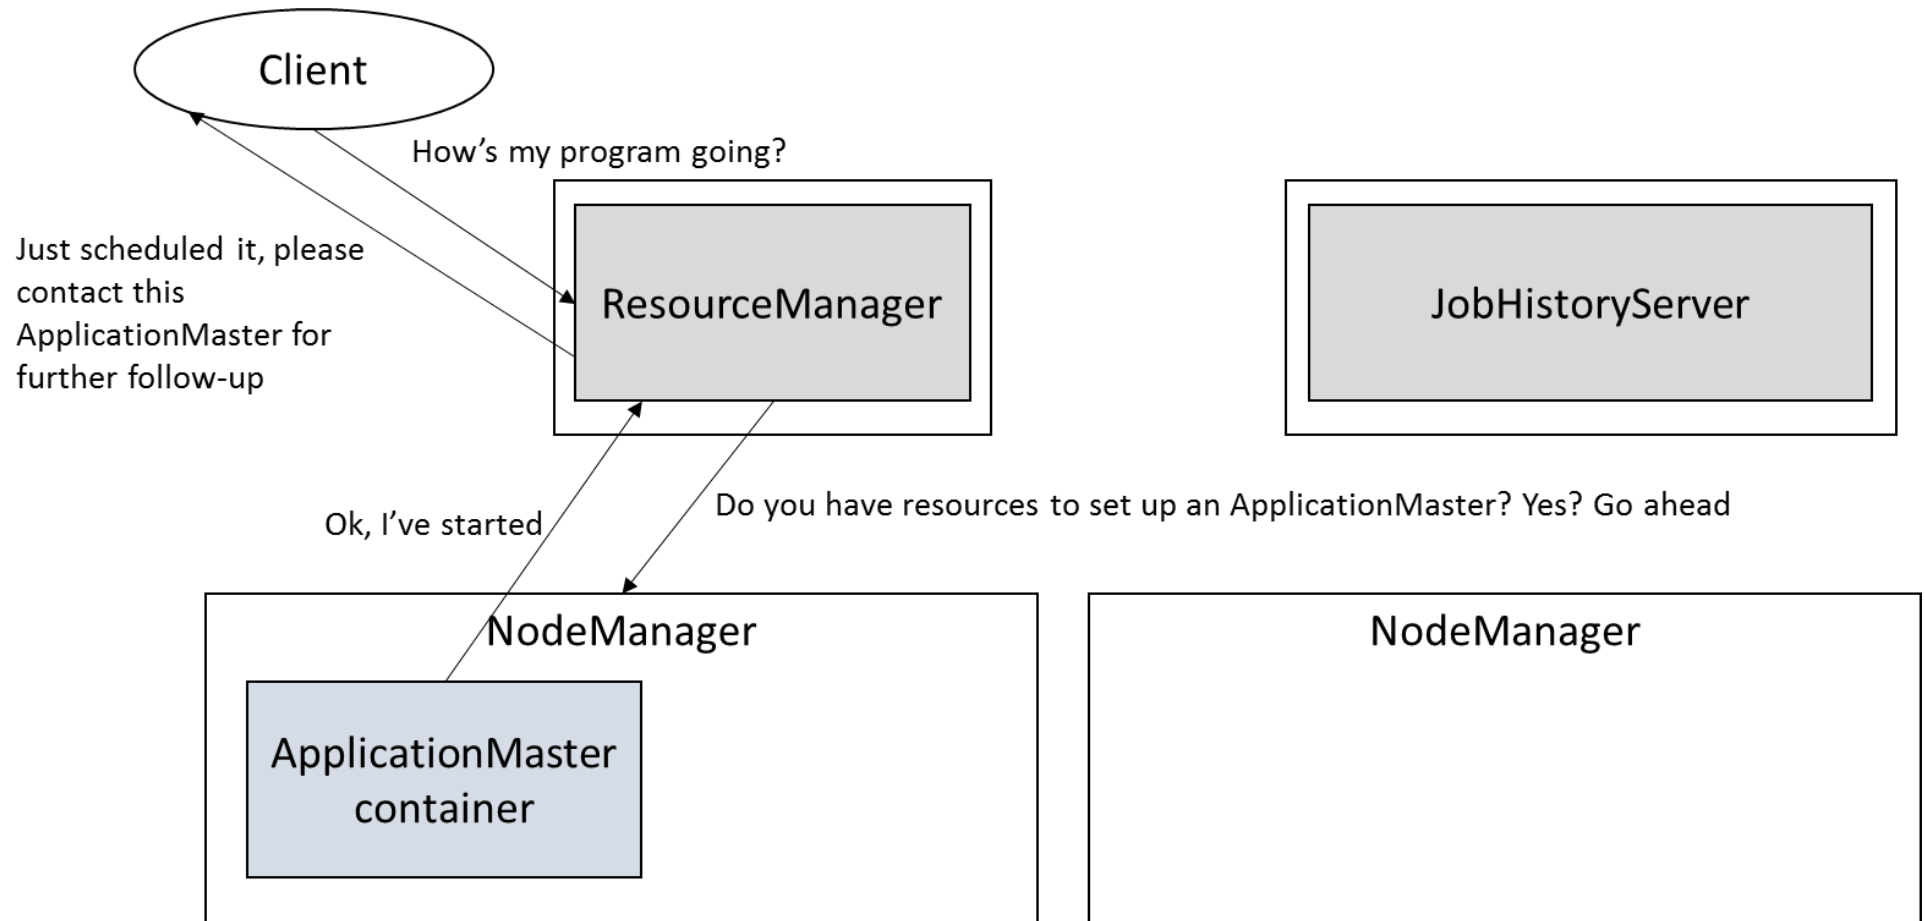 Client
How's my program going?
Just scheduled it, please
contact this
ApplicationMaster for
further follow-up
ResourceManager
JobHistoryServer
Ok, I've started
Do you have resources to set up an ApplicationMaster? Yes? Go ahead
NodeManager
NodeManager
ApplicationMaster
container